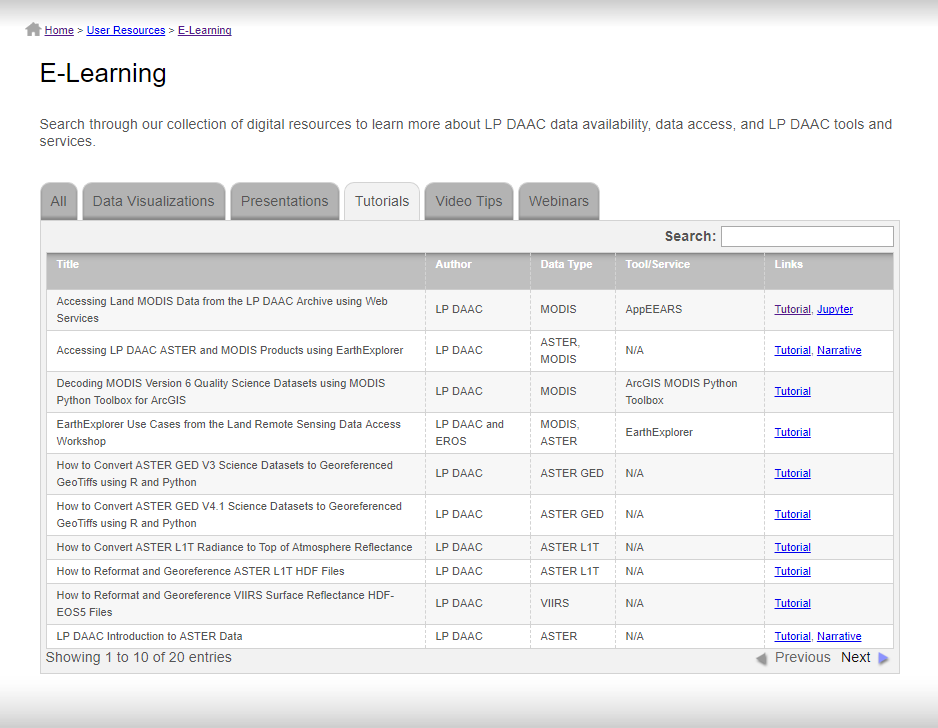 Home > User Resources > E-Learning
E-Learning
Search through our collection of digital resources to learn more about LP DAAC data availability, data access, and LP DAAC tools and
services.
All Data Visualizations Presentations Tutorials Video Tips Webinars
Search:
Title Author Data Type Tool/Service Links
Accessing Land MODIS Data from the LP DAAC Archive using Web
Services
LP DAAC MODIS AppEEARS Tutorial, Jupyter
Accessing LP DAAC ASTER and MODIS Products using EarthExplorer LP DAAC
ASTER,
MODIS
N/A Tutorial, Narrative
Decoding MODIS Version 6 Quality Science Datasets using MODIS
Python Toolbox for ArcGIS
LP DAAC MODIS
ArcGIS MODIS Python
Toolbox
Tutorial
EarthExplorer Use Cases from the Land Remote Sensing Data Access
Workshop
LP DAAC and
EROS
MODIS,
ASTER
EarthExplorer Tutorial
How to Convert ASTER GED V3 Science Datasets to Georeferenced
GeoTiffs using R and Python
LP DAAC ASTER GED N/A Tutorial
How to Convert ASTER GED V4.1 Science Datasets to Georeferenced
GeoTiffs using R and Python
LP DAAC ASTER GED N/A Tutorial
How to Convert ASTER L1T Radiance to Top of Atmosphere Reflectance LP DAAC ASTER L1T N/A Tutorial
How to Reformat and Georeference ASTER L1T HDF Files LP DAAC ASTER L1T N/A Tutorial
How to Reformat and Georeference VIIRS Surface Reflectance HDF-
EOS5 Files
LP DAAC VIIRS N/A Tutorial
LP DAAC Introduction to ASTER Data LP DAAC ASTER N/A Tutorial, Narrative
Showing 1 to 10 of 20 entries Previous Next